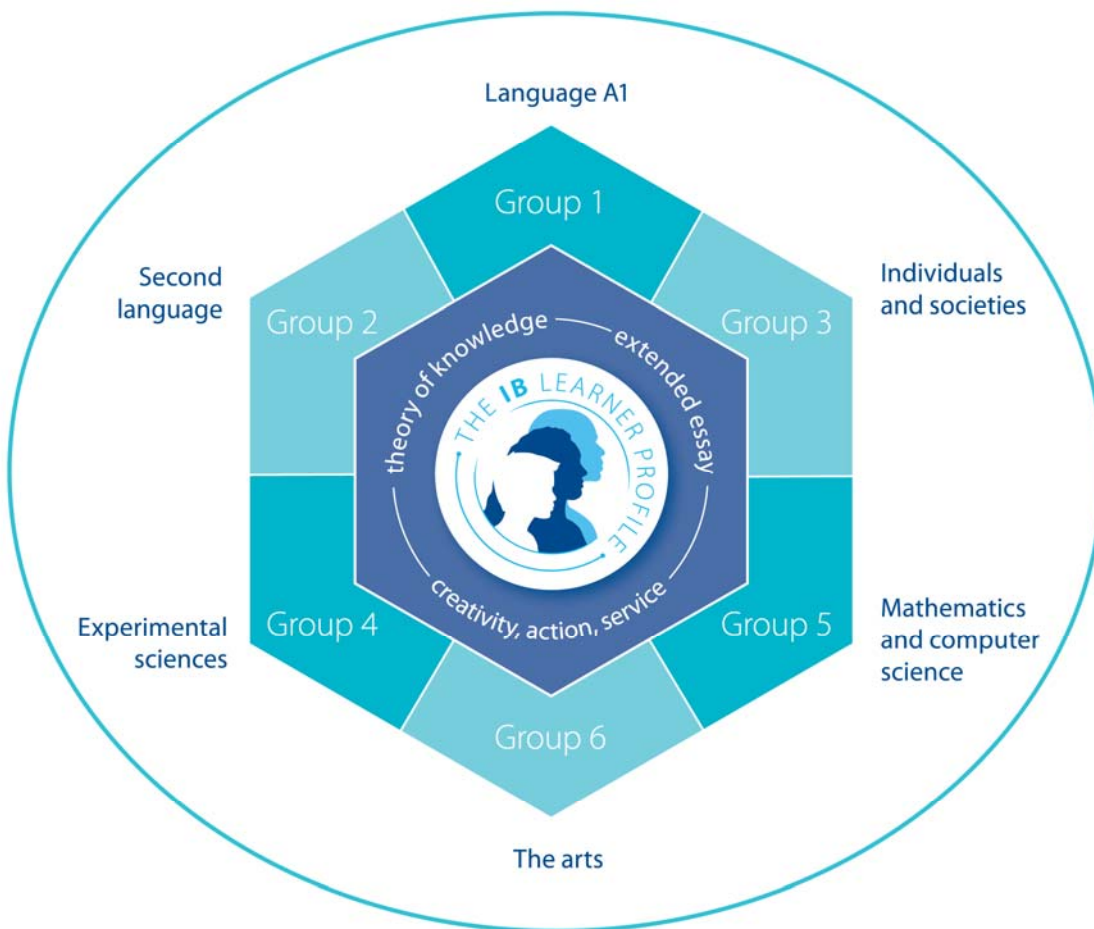 Language A1
Group 1
Second
language
Group 2
Group 3
Individuals
and societies
theory of knowledge
extended essay
THE IB LEARNER PROFILE
creativity, action, service
Experimental
sciences
Group 4
Group 5
Mathematics
and computer
science
Group 6
The arts